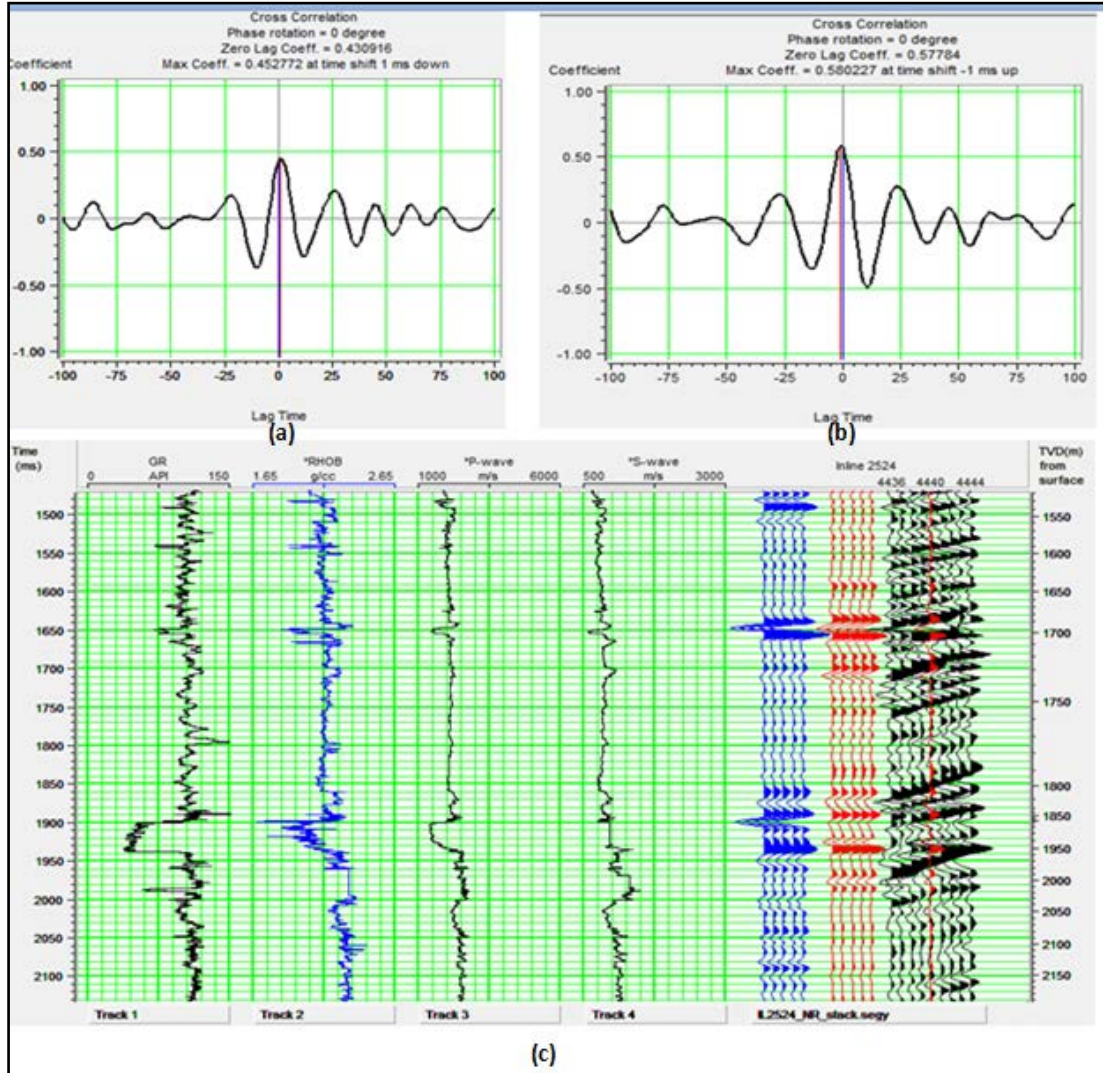 Cross Correlation
Phase rotation = 0 degree
Zero Lag Coeff. = 0.430916
Max Coeff. = 0.452772 at time shift 1 ms down
Coefficient
1.00
0.50
0
-0.50
-1.00
-100 -75 -50 -25 0 25 50 75 100
Lag Time
(a)
Cross Correlation
Phase rotation = 0 degree
Zero Lag Coeff. = 0.57784
Max Coeff. = 0.580227 at time shift -1 ms up
Coefficient
1.00
0.50
0
-0.50
-1.00
-100 -75 -50 -25 0 25 50 75 100
Lag Time
(b)
Time (ms)
GR
0 API 150
*RHOB
1.65 g/cc 2.65
*P-wave
1000 m/s 6000
*S-wave
500 m/s 3000
Inline 2524
4436 4440 4444
TVD(m)
from
surface
1500
1550
1600
1650
1700
1750
1800
1850
1900
1950
2000
2050
2100
1550
1600
1650
1700
1750
1800
1850
1950
2000
2050
2100
2150
Track 1
Track 2
Track 3
Track 4
IL2524_NR_stack.segy
(c)